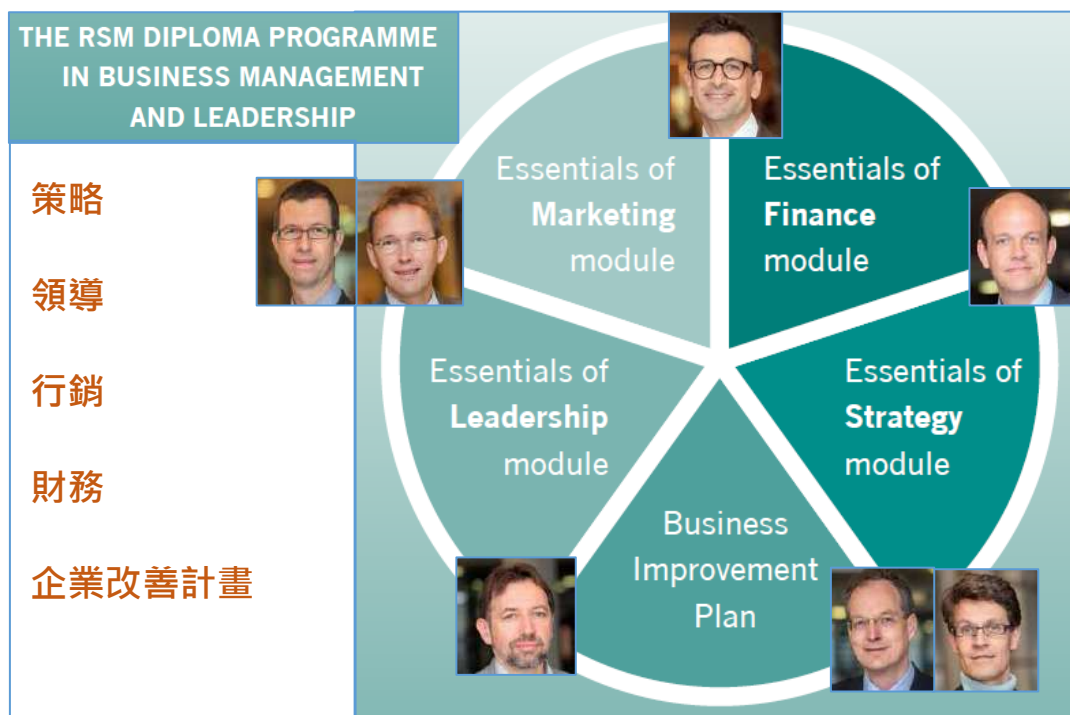 THE RSM DIPLOMA PROGRAMME
IN BUSINESS MANAGEMENT
AND LEADERSHIP
策略
領導
行銷
財務
企業改善計畫
Essentials of
Marketing
module
Essentials of
Finance
module
Essentials of
Leadership
module
Essentials of
Strategy
module
Business
Improvement
Plan